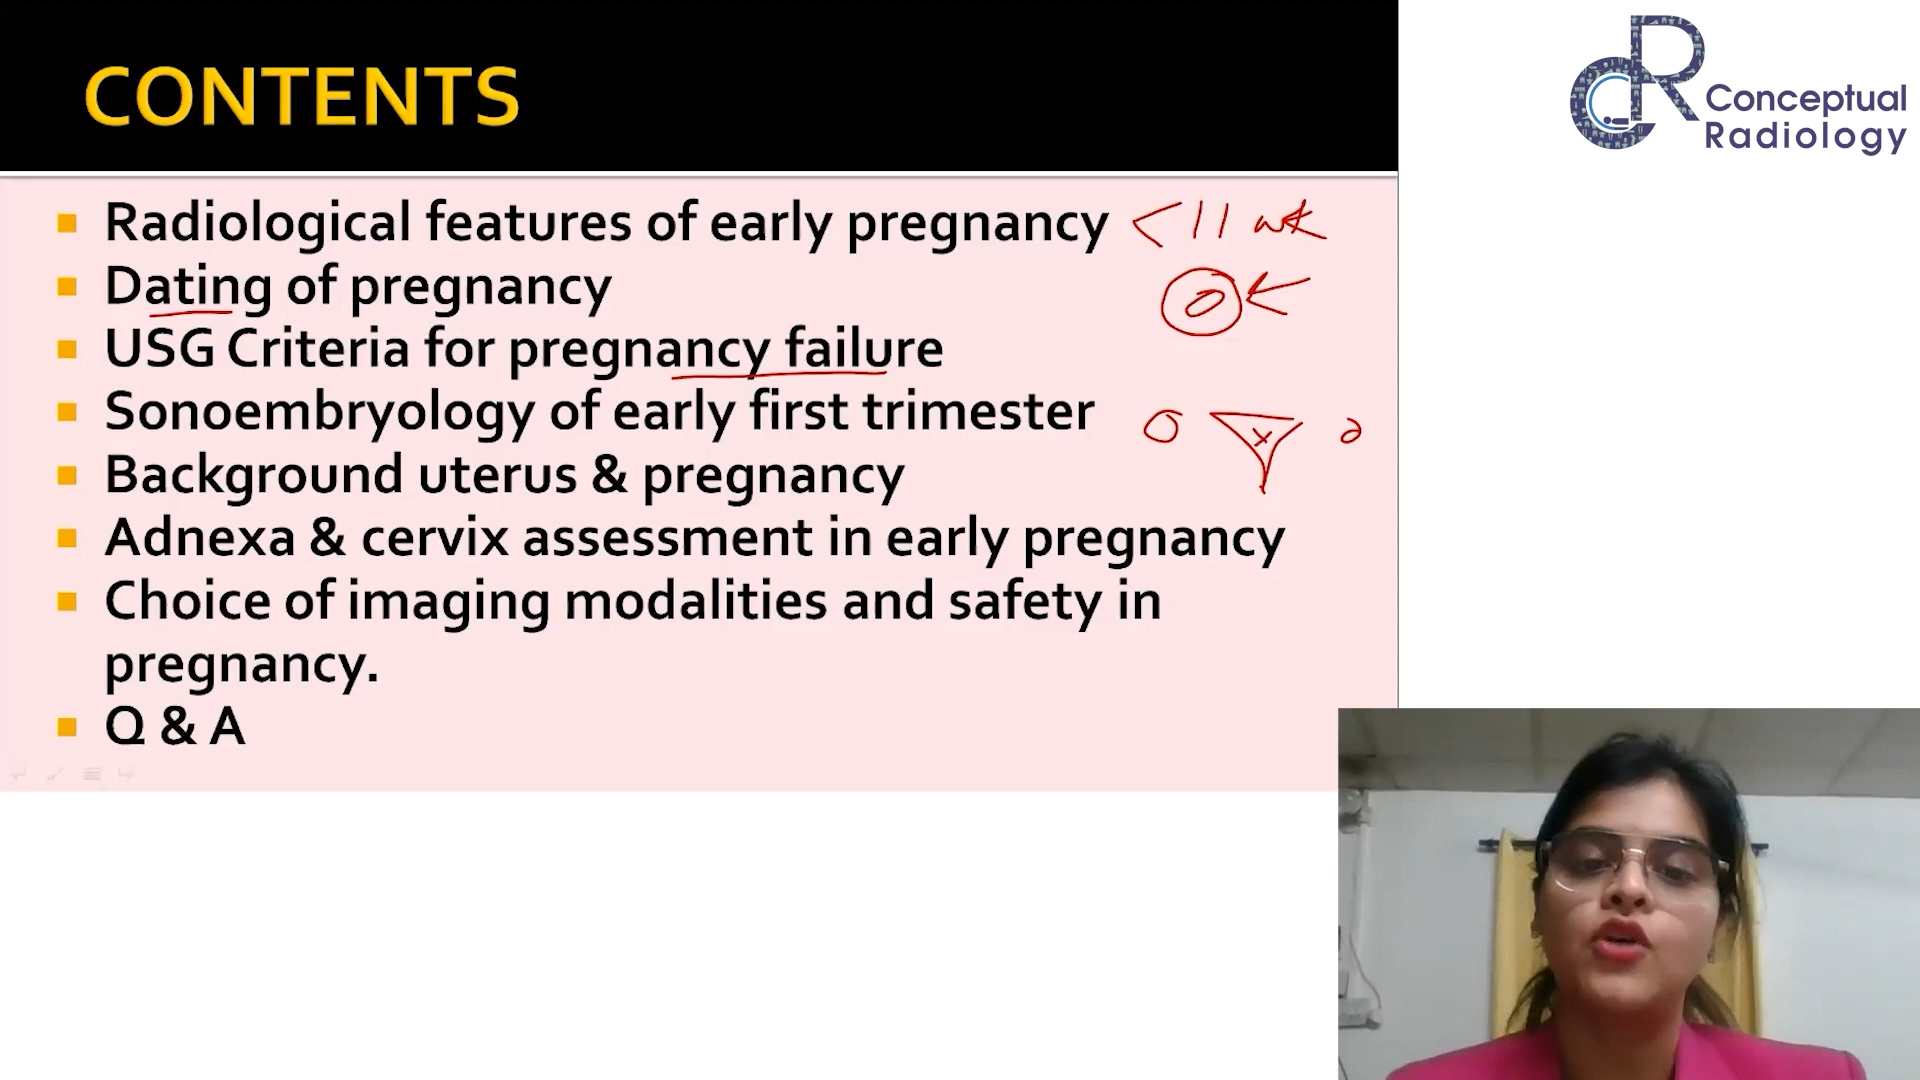 CONTENTS
CR Conceptual
Radiology
Radiological features of early pregnancy < 11 wk
Dating of pregnancy
USG Criteria for pregnancy failure
Sonoembryology of early first trimester
Background uterus & pregnancy
Adnexa & cervix assessment in early pregnancy
Choice of imaging modalities and safety in
pregnancy.
Q & A